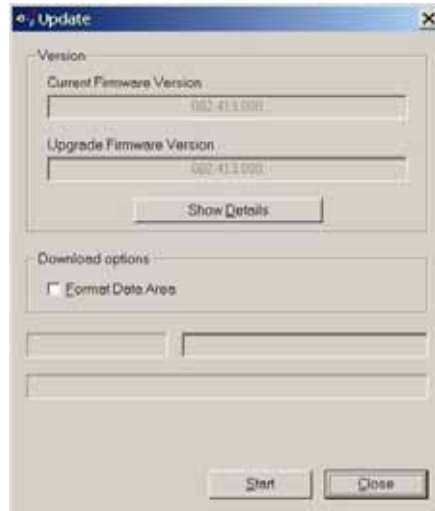 Update
Version
Current Firmware Version
002.413.000
Upgrade Firmware Version
002.413.000
Show Details
Download options
Format Data Area
Start
Close